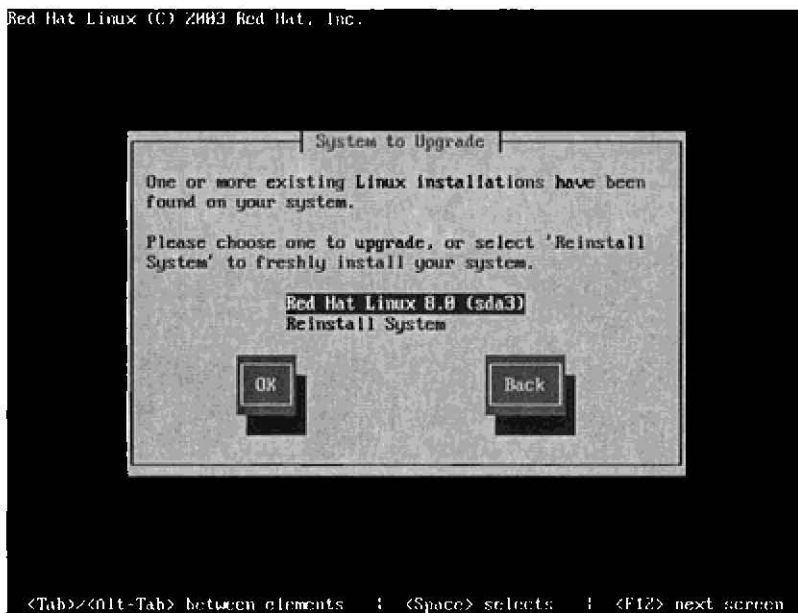 Red Hat Linux (C) 2003 Red Hat, Inc.
System to Upgrade
One or more existing Linux installations have been
found on your system.
Please choose one to upgrade, or select 'Reinstall
System' to freshly install your system.
Red Hat Linux 8.0 (sda3)
Reinstall System
OK Back
<Tab>/<Alt-Tab> between elements | <Space> selects | <F12> next screen